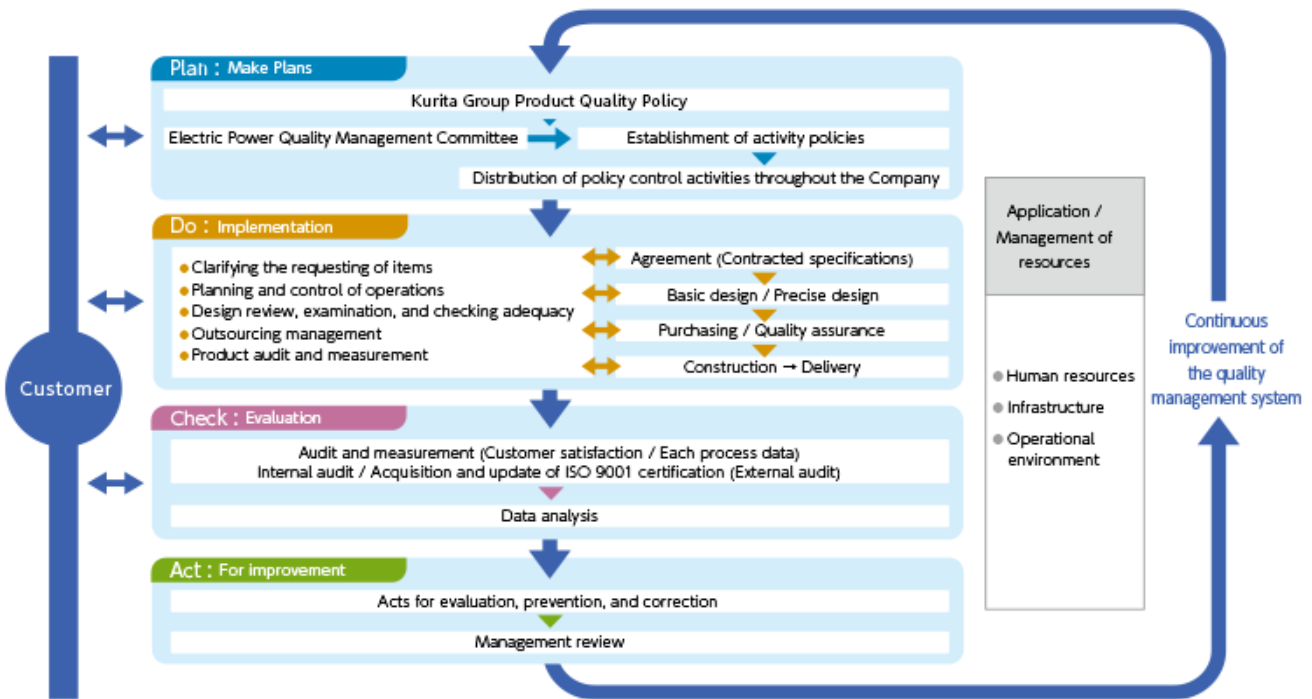 Plan : Make Plans
Kurita Group Product Quality Policy
Electric Power Quality Management Committee
Establishment of activity policies
Distribution of policy control activities throughout the Company
Do : Implementation
Clarifying the requesting of items
Planning and control of operations
Design review, examination, and checking adequacy
Outsourcing management
Product audit and measurement
Agreement (Contracted specifications)
Basic design / Precise design
Purchasing / Quality assurance
Construction → Delivery
Customer
Check : Evaluation
Audit and measurement (Customer satisfaction / Each process data)
Internal audit / Acquisition and update of ISO 9001 certification (External audit)
Data analysis
Act : For improvement
Acts for evaluation, prevention, and correction
Management review
Application /
Management of
resources
Human resources
Infrastructure
Operational
environment
Continuous
improvement of
the quality
management system